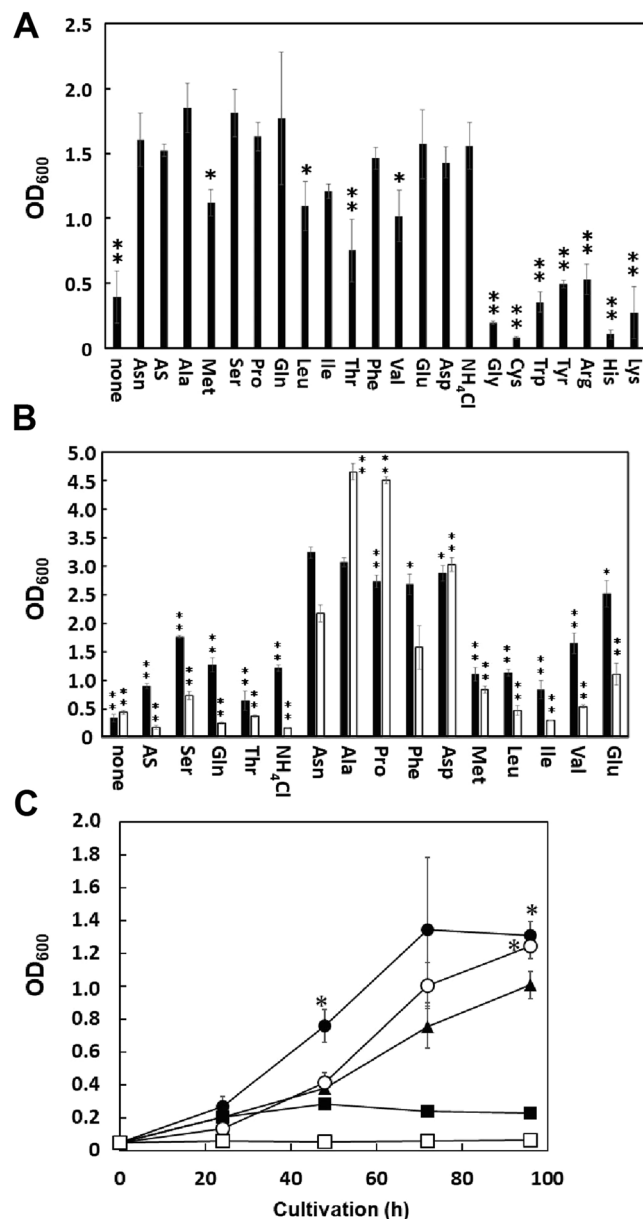 A
OD600
2.5
2.0
1.5
1.0
0.5
0
** * * ** * ** ** ** ** ** ** **
none Asn AS Ala Met Ser Pro Gln Leu Ile Thr Phe Val Glu Asp NH4Cl Gly Cys Trp Tyr Arg His Lys
B
OD600
5.0
4.5
4.0
3.5
3.0
2.5
2.0
1.5
1.0
0.5
0
** ** ** ** ** ** ** ** ** ** ** ** ** ** ** ** * * ** ** ** ** ** ** ** ** ** * **
none AS Ser Gln Thr NH4Cl Asn Ala Pro Phe Asp Met Leu Ile Val Glu
C
OD600
2.0
1.8
1.6
1.4
1.2
1.0
0.8
0.6
0.4
0.2
0
* * *
0 20 40 60 80 100
Cultivation (h)